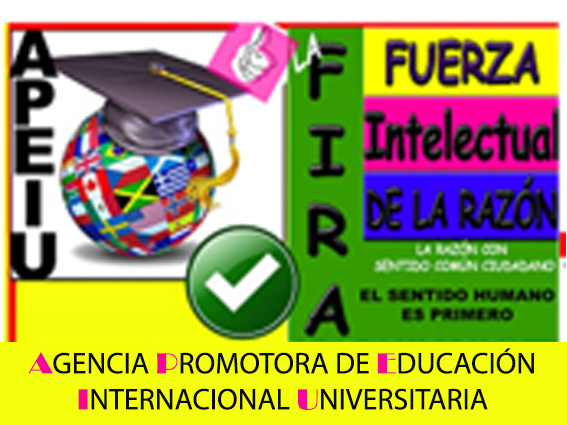 APEIU
LA
FIRA
FUERZA
Intelectual
DE LA RAZÓN
LA RAZÓN CON
SENTIDO COMÚN CIUDADANO
EL SENTIDO HUMANO
ES PRIMERO
AGENCIA PROMOTORA DE EDUCACIÓN
INTERNACIONAL UNIVERSITARIA